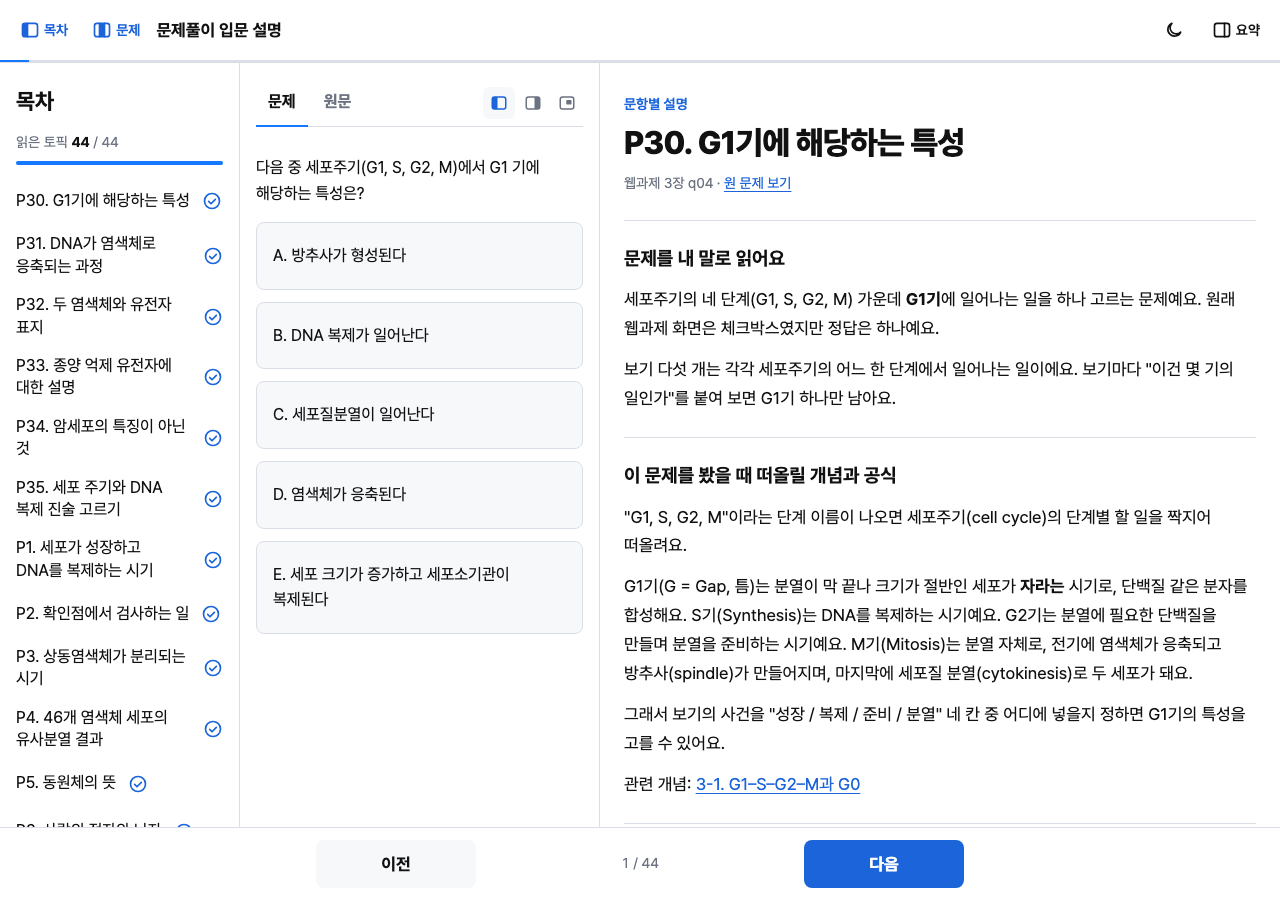 목차
문제
문제풀이 입문 설명
요약
목차
읽은 토픽 44 / 44
P30. G1기에 해당하는 특성
P31. DNA가 염색체로
응축되는 과정
P32. 두 염색체와 유전자
표지
P33. 종양 억제 유전자에
대한 설명
P34. 암세포의 특징이 아닌
것
P35. 세포 주기와 DNA
복제 진술 고르기
P1. 세포가 성장하고
DNA를 복제하는 시기
P2. 확인점에서 검사하는 일
P3. 상동염색체가 분리되는
시기
P4. 46개 염색체 세포의
유사분열 결과
P5. 동원체의 뜻
문제
원문
다음 중 세포주기(G1, S, G2, M)에서 G1 기에
해당하는 특성은?
A. 방추사가 형성된다
B. DNA 복제가 일어난다
C. 세포질분열이 일어난다
D. 염색체가 응축된다
E. 세포 크기가 증가하고 세포소기관이
복제된다
문항별 설명
P30. G1기에 해당하는 특성
웹과제 3장 q04 · 원 문제 보기
문제를 내 말로 읽어요
세포주기의 네 단계(G1, S, G2, M) 가운데 G1기에 일어나는 일을 하나 고르는 문제예요. 원래
웹과제 화면은 체크박스였지만 정답은 하나예요.
보기 다섯 개는 각각 세포주기의 어느 한 단계에서 일어나는 일이에요. 보기마다 "이건 몇 기의
일인가"를 붙여 보면 G1기 하나만 남아요.
이 문제를 봤을 때 떠올릴 개념과 공식
"G1, S, G2, M"이라는 단계 이름이 나오면 세포주기(cell cycle)의 단계별 할 일을 짝지어
떠올려요.
G1기(G = Gap, 틈)는 분열이 막 끝나 크기가 절반인 세포가 자라는 시기로, 단백질 같은 분자를
합성해요. S기(Synthesis)는 DNA를 복제하는 시기예요. G2기는 분열에 필요한 단백질을
만들며 분열을 준비하는 시기예요. M기(Mitosis)는 분열 자체로, 전기에 염색체가 응축되고
방추사(spindle)가 만들어지며, 마지막에 세포질 분열(cytokinesis)로 두 세포가 돼요.
그래서 보기의 사건을 "성장 / 복제 / 준비 / 분열" 네 칸 중 어디에 넣을지 정하면 G1기의 특성을
고를 수 있어요.
관련 개념: 3-1. G1–S–G2–M과 G0
이전
1 / 44
다음